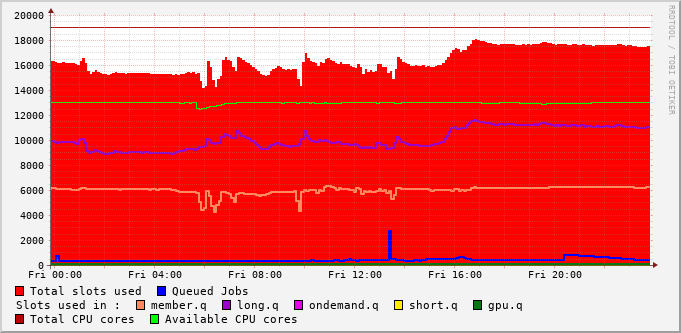 20000
18000
16000
14000
12000
10000
8000
6000
4000
2000
0
Fri 00:00 Fri 04:00 Fri 08:00 Fri 12:00 Fri 16:00 Fri 20:00
RRDTOOL / TOBI OETIKER
Total slots used Queued Jobs
Slots used in : member.q long.q ondemand.q short.q gpu.q
Total CPU cores Available CPU cores